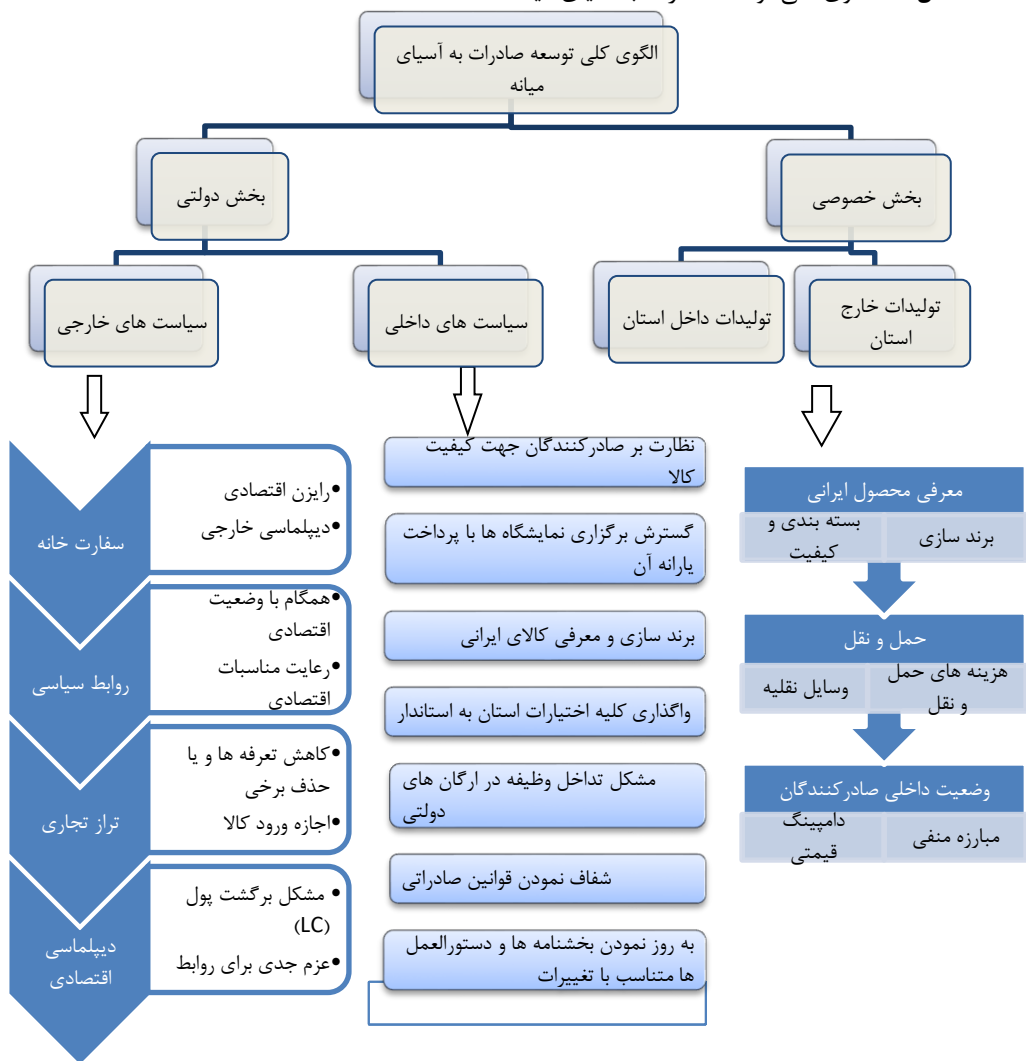 الگوی کلی توسعه صادرات به آسیای
میانه
بخش خصوصی
بخش دولتی
تولیدات خارج
استان
تولیدات داخل استان
سیاست های داخلی
سیاست های خارجی
معرفی محصول ایرانی
برند سازی
بسته بندی و
کیفیت
حمل و نقل
هزینه های حمل
و نقل
وسایل نقلیه
وضعیت داخلی صادرکنندگان
مبارزه منفی
دامپینگ
قیمتی
نظارت بر صادرکنندگان جهت کیفیت
کالا
گسترش برگزاری نمایشگاه ها با پرداخت
یارانه آن
برند سازی و معرفی کالای ایرانی
واگذاری کلیه اختیارات استان به استاندار
مشکل تداخل وظیفه در ارگان های
دولتی
شفاف نمودن قوانین صادراتی
به روز نمودن بخشنامه ها و دستورالعمل
ها متناسب با تغییرات
سفارت خانه
•رایزن اقتصادی
•دیپلماسی خارجی
روابط سیاسی
•همگام با وضعیت
اقتصادی
•رعایت مناسبات
اقتصادی
تراز تجاری
•کاهش تعرفه ها و یا
حذف برخی
•اجازه ورود کالا
دیپلماسی
اقتصادی
• مشکل برگشت پول
(LC)
•عزم جدی برای روابط